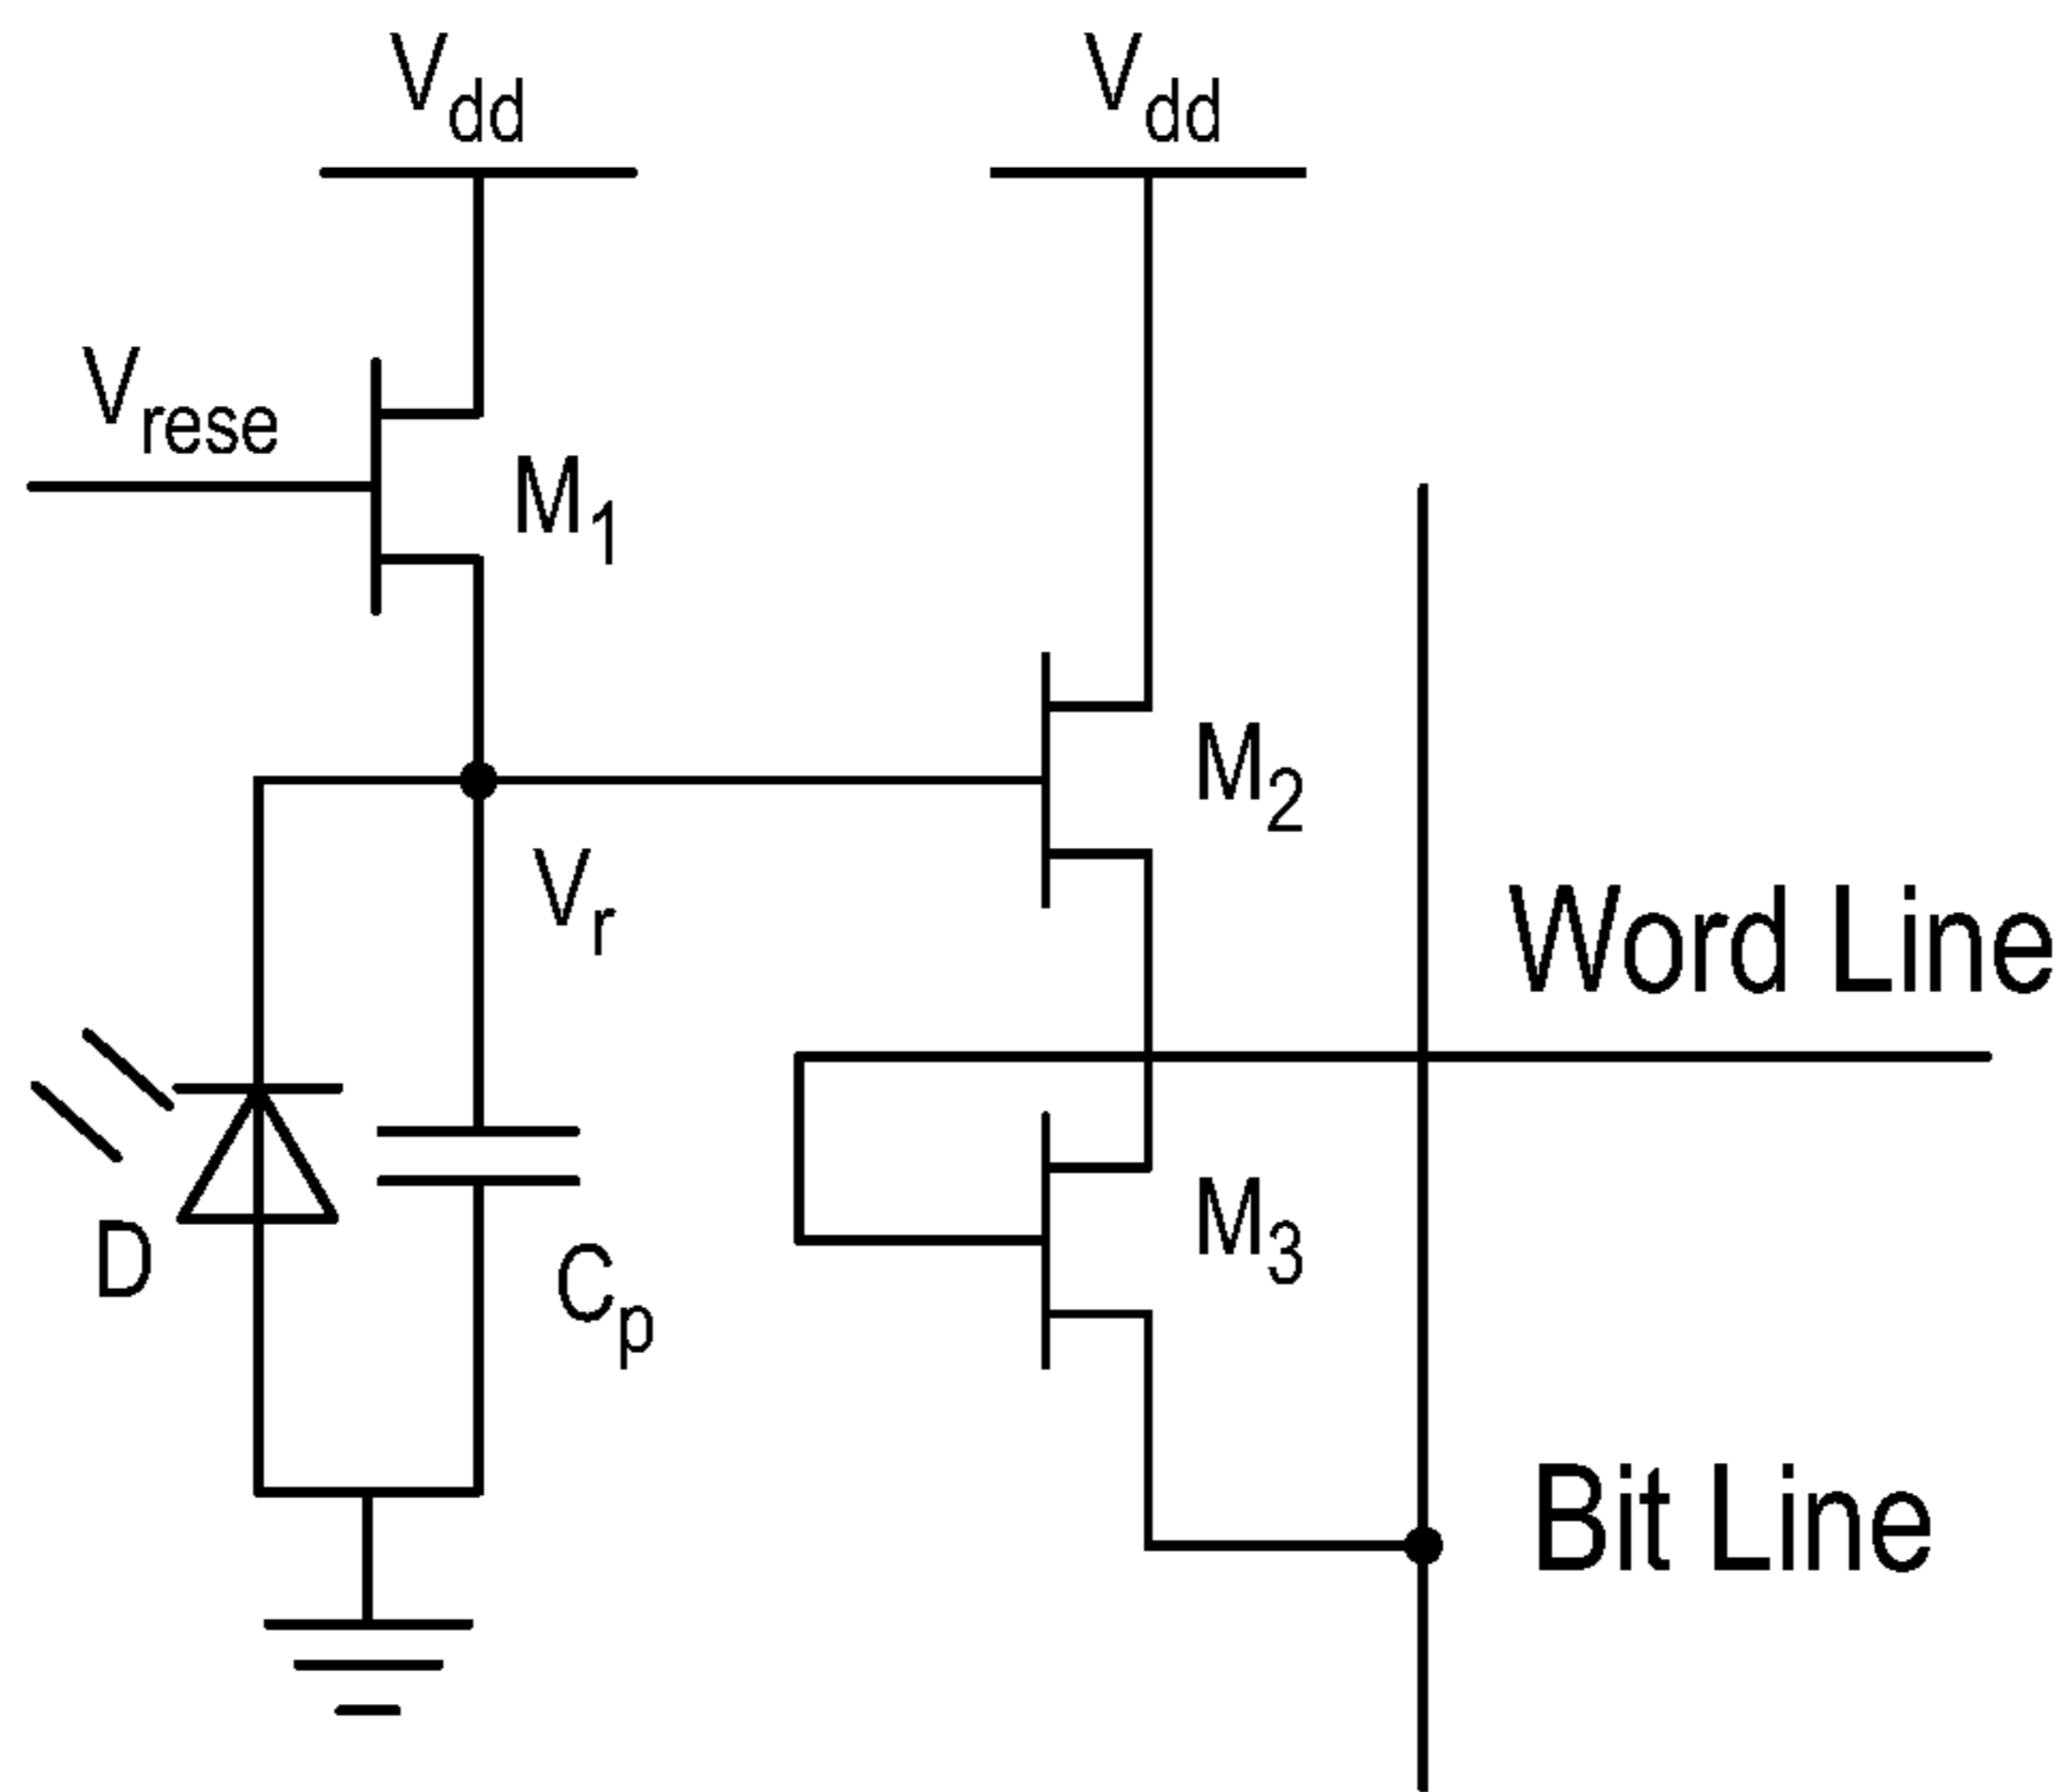 Vdd
Vdd
Vrese
M1
M2
Vr
Word Line
M3
D
Cp
Bit Line